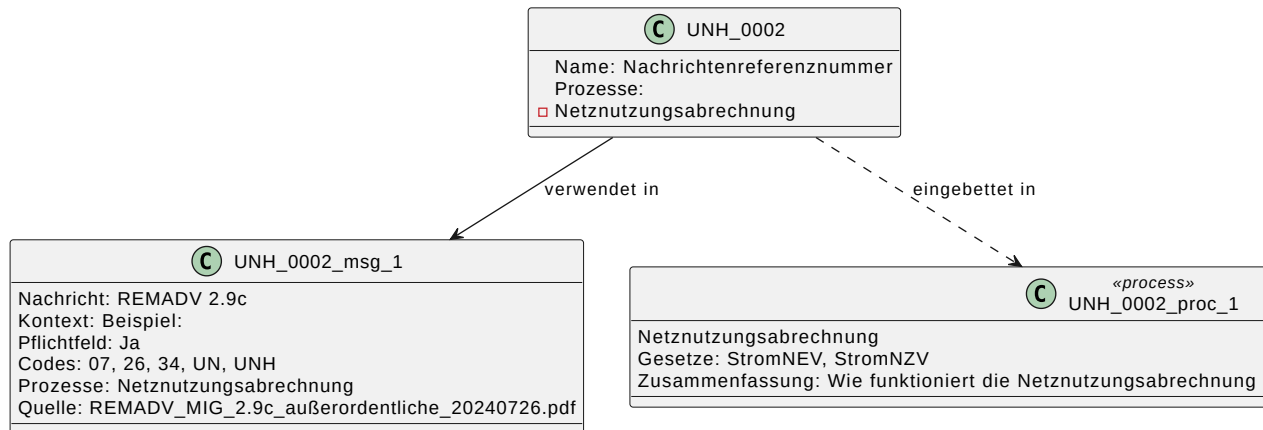 C UNH_0002
Name: Nachrichtenreferenznummer
Prozesse:
Netznutzungsabrechnung
verwendet in
eingebettet in
C UNH_0002_msg_1
Nachricht: REMADV 2.9c
Kontext: Beispiel:
Pflichtfeld: Ja
Codes: 07, 26, 34, UN, UNH
Prozesse: Netznutzungsabrechnung
Quelle: REMADV_MIG_2.9c_außerordentliche_20240726.pdf
«process»
C UNH_0002_proc_1
Netznutzungsabrechnung
Gesetze: StromNEV, StromNZV
Zusammenfassung: Wie funktioniert die Netznutzungsabrechnung